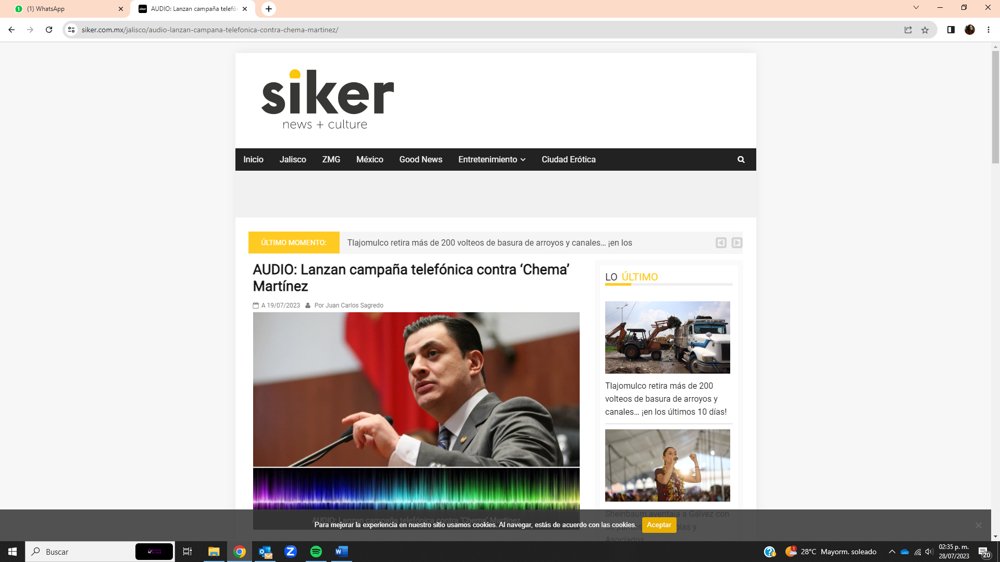 (1) WhatsApp
siker
AUDIO: Lanzan campaña telefó
siker.com.mx/jalisco/audio-lanzan-campana-telefonica-contra-chema-martinez/
siker
news + culture
Inicio Jalisco ZMG México Good News Entretenimiento Ciudad Erótica
ÚLTIMO MOMENTO: Tlajomulco retira más de 200 volteos de basura de arroyos y canales... ¡en los
AUDIO: Lanzan campaña telefónica contra ‘Chema’
Martínez
A 19/07/2023 Por Juan Carlos Sagredo
LO ÚLTIMO
Tlajomulco retira más de 200
volteos de basura de arroyos y
canales... ¡en los últimos 10 días!
Sheinbaum aventaja a Gálvez con
Asociados
AUDIO: Lanzan campaña telefónica contra ‘Chema’ Martínez
Para mejorar la experiencia en nuestro sitio usamos cookies. Al navegar, estás de acuerdo con las cookies. Aceptar
Buscar
1
28°C Mayorm. soleado
02:35 p. m.
28/07/2023
20